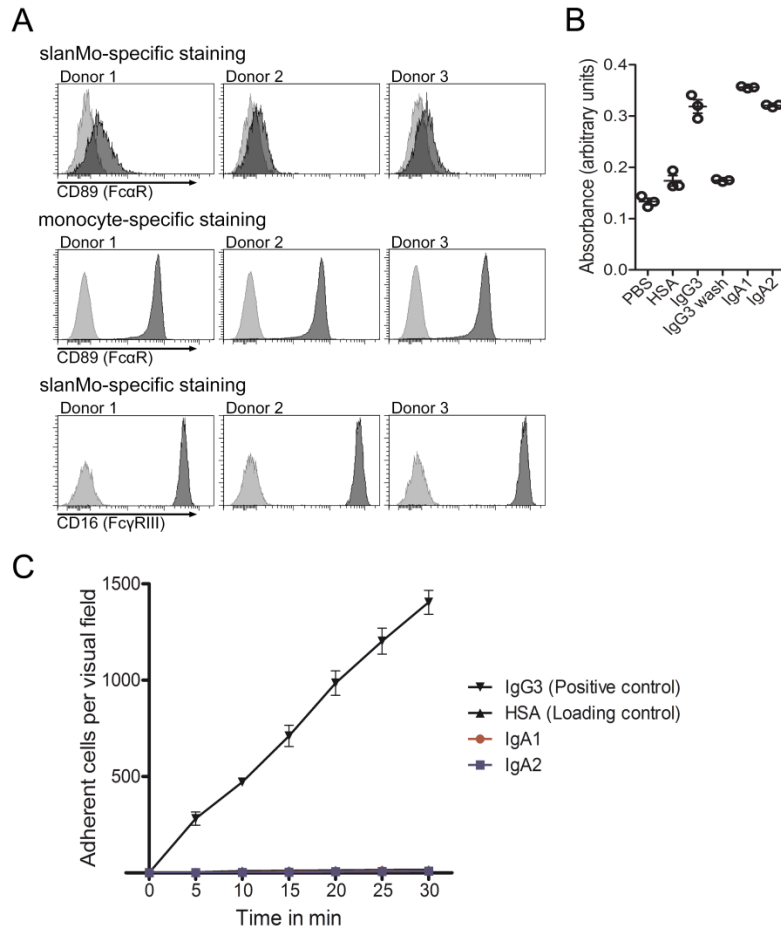 A
slanMo-specific staining
Donor 1 Donor 2 Donor 3
CD89 (FcαR)
monocyte-specific staining
Donor 1 Donor 2 Donor 3
CD89 (FcαR)
slanMo-specific staining
Donor 1 Donor 2 Donor 3
CD16 (FcγRIII)
B
Absorbance (arbitrary units)
0.4
0.3
0.2
0.1
0.0
PBS
HSA
IgG3
IgG3 wash
IgA1
IgA2
C
Adherent cells per visual field
1500
1000
500
0 5 10 15 20 25 30
Time in min
IgG3 (Positive control)
HSA (Loading control)
IgA1
IgA2